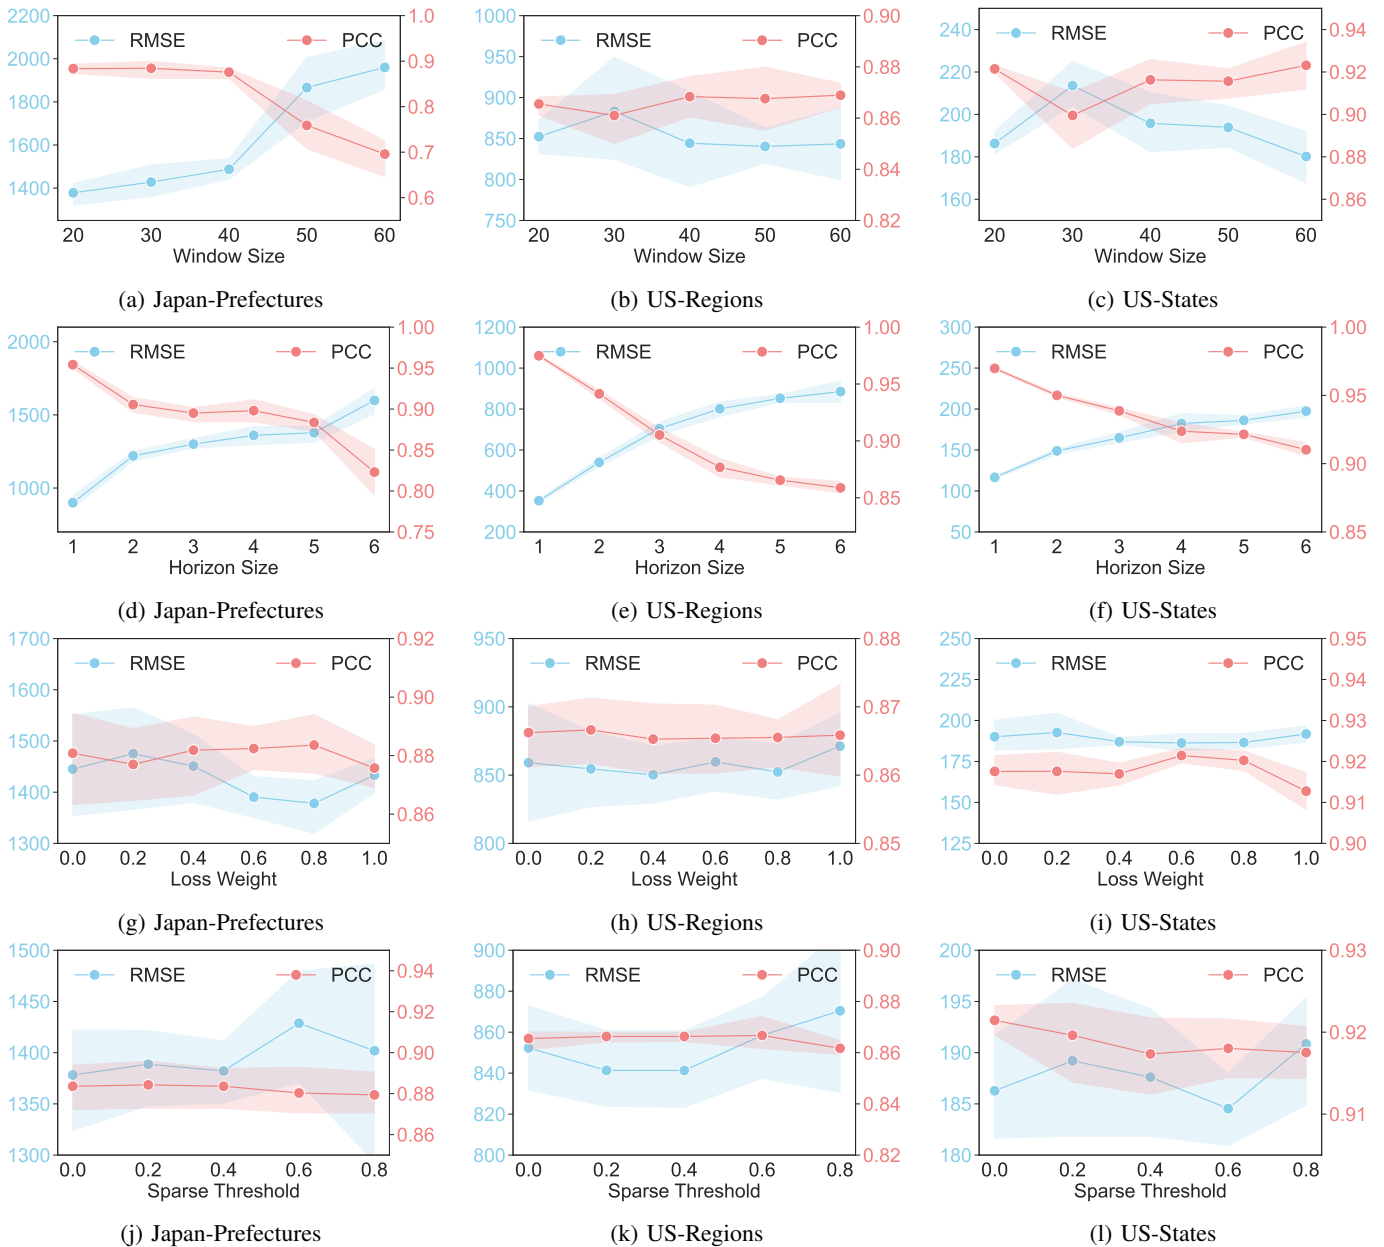 2200
2000
1800
1600
1400
RMSE
PCC
1.0
0.9
0.8
0.7
0.6
20 30 40 50 60
Window Size
(a) Japan-Prefectures
1000
950
900
850
800
750
RMSE
PCC
0.90
0.88
0.86
0.84
0.82
20 30 40 50 60
Window Size
(b) US-Regions
240
220
200
180
160
RMSE
PCC
0.94
0.92
0.90
0.88
0.86
20 30 40 50 60
Window Size
(c) US-States
2000
1500
1000
RMSE
PCC
1.00
0.95
0.90
0.85
0.80
0.75
1 2 3 4 5 6
Horizon Size
(d) Japan-Prefectures
1200
1000
800
600
400
200
RMSE
PCC
1.00
0.95
0.90
0.85
1 2 3 4 5 6
Horizon Size
(e) US-Regions
300
250
200
150
100
50
RMSE
PCC
1.00
0.95
0.90
0.85
1 2 3 4 5 6
Horizon Size
(f) US-States
1700
1600
1500
1400
1300
RMSE
PCC
0.92
0.90
0.88
0.86
0.0 0.2 0.4 0.6 0.8 1.0
Loss Weight
(g) Japan-Prefectures
950
900
850
800
RMSE
PCC
0.88
0.87
0.86
0.85
0.0 0.2 0.4 0.6 0.8 1.0
Loss Weight
(h) US-Regions
250
225
200
175
150
125
RMSE
PCC
0.95
0.94
0.93
0.92
0.91
0.90
0.0 0.2 0.4 0.6 0.8 1.0
Loss Weight
(i) US-States
1500
1450
1400
1350
1300
RMSE
PCC
0.94
0.92
0.90
0.88
0.86
0.0 0.2 0.4 0.6 0.8
Sparse Threshold
(j) Japan-Prefectures
900
880
860
840
820
800
RMSE
PCC
0.90
0.88
0.86
0.84
0.82
0.0 0.2 0.4 0.6 0.8
Sparse Threshold
(k) US-Regions
200
195
190
185
180
RMSE
PCC
0.93
0.92
0.91
0.0 0.2 0.4 0.6 0.8
Sparse Threshold
(l) US-States